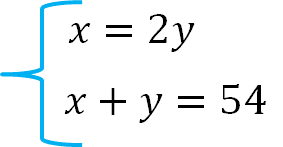 x = 2y
x + y = 54